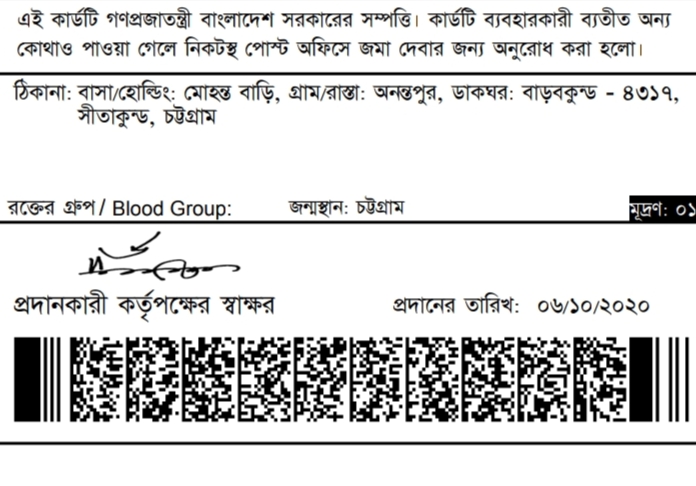 এই কার্ডটি গণপ্রজাতন্ত্রী বাংলাদেশ সরকারের সম্পত্তি। কার্ডটি ব্যবহারকারী ব্যতীত অন্য
কোথাও পাওয়া গেলে নিকটস্থ পোস্ট অফিসে জমা দেবার জন্য অনুরোধ করা হলো।
ঠিকানা: বাসা/হোল্ডিং: মোহন্ত বাড়ি, গ্রাম/রাস্তা: অনন্তপুর, ডাকঘর: বাড়বকুন্ড - ৪৩১৭,
সীতাকুন্ড, চট্টগ্রাম
রক্তের গ্রুপ / Blood Group: জন্মস্থান: চট্টগ্রাম মূদ্রণ: ০১
প্রদানকারী কর্তৃপক্ষের স্বাক্ষর প্রদানের তারিখ: ০৬/১০/২০২০